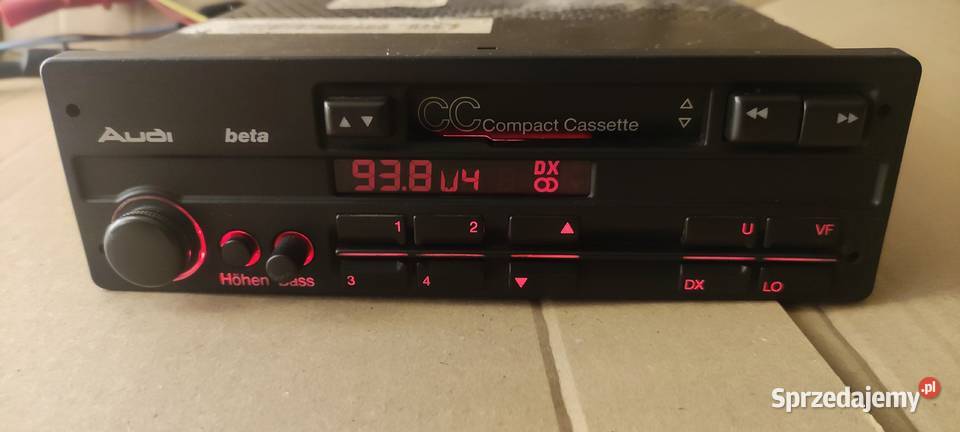 CC Compact Cassette
Audi beta
93.8 U4 DX
1 2 U VF
Höhen Bass
3 4 DX LO
Sprzedajemy.pl